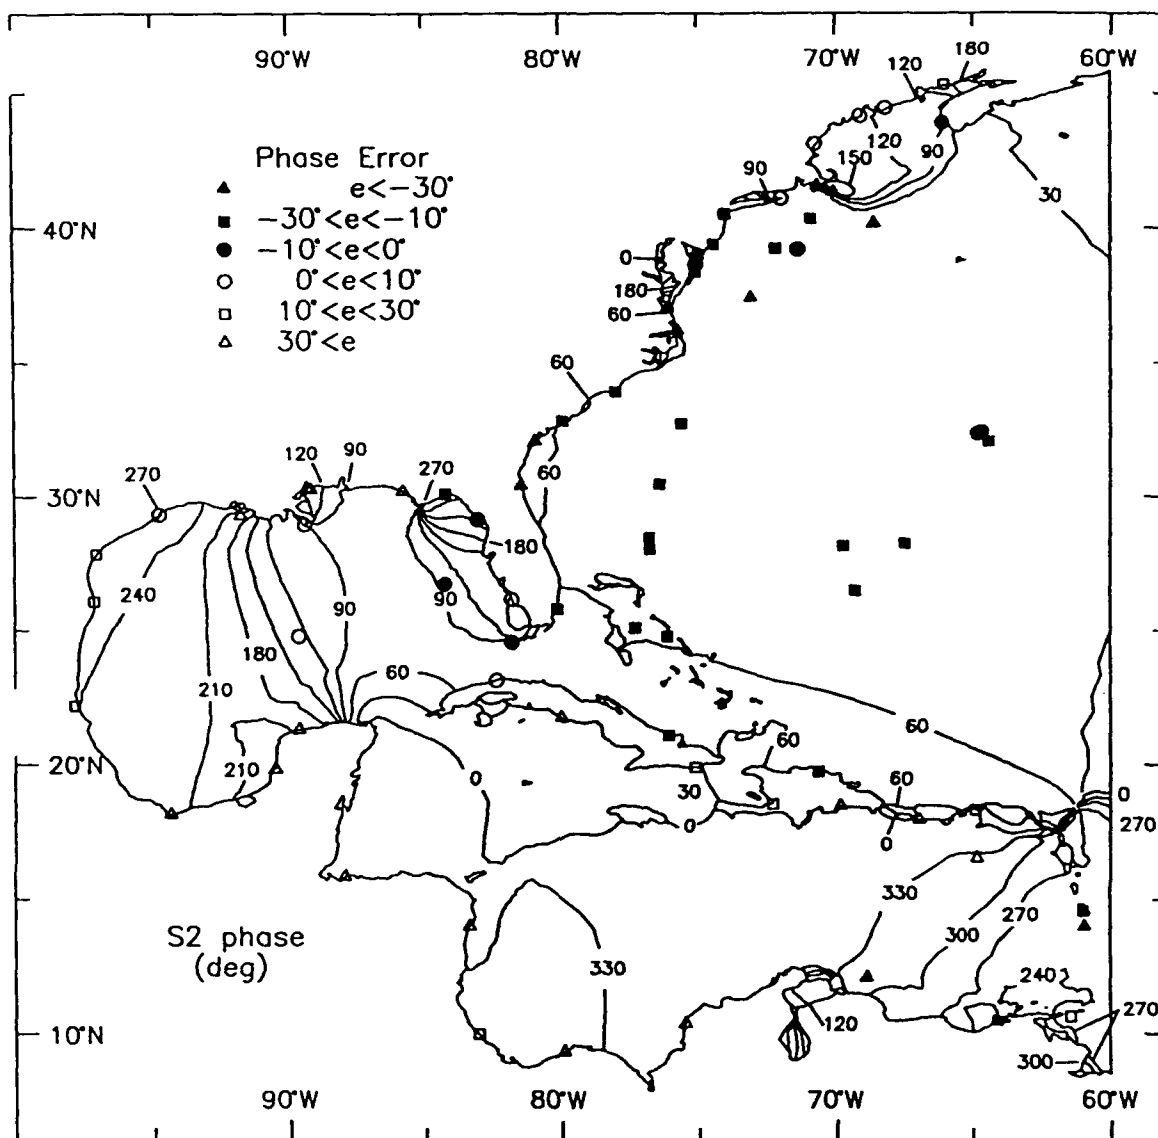 90°W
80°W
70°W
60°W
180
120
120
90
150
30
90
Phase Error
e<-30°
-30°<e<-10°
-10°<e<0°
0°<e<10°
10°<e<30°
30°<e
40°N
0
180
60
60
60
270
120
90
270
30°N
180
240
90
90
180
210
60
60
60
210
20°N
0
30
0
60
0
0
270
330
300
270
S2 phase
(deg)
330
240
270
120
10°N
300
90°W
80°W
70°W
60°W